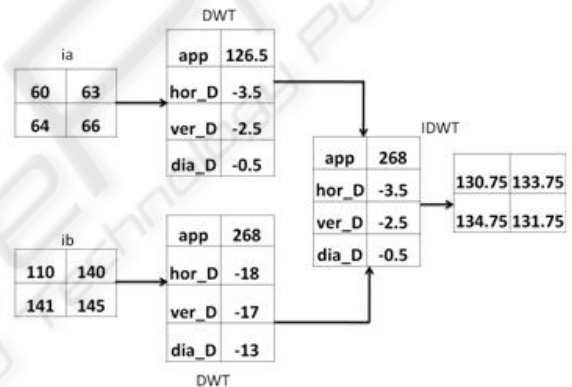 DWT
ia
60 63
64 66
app 126.5
hor_D -3.5
ver_D -2.5
dia_D -0.5
IDWT
app 268
hor_D -3.5
ver_D -2.5
dia_D -0.5
130.75 133.75
134.75 131.75
ib
110 140
141 145
app 268
hor_D -18
ver_D -17
dia_D -13
DWT